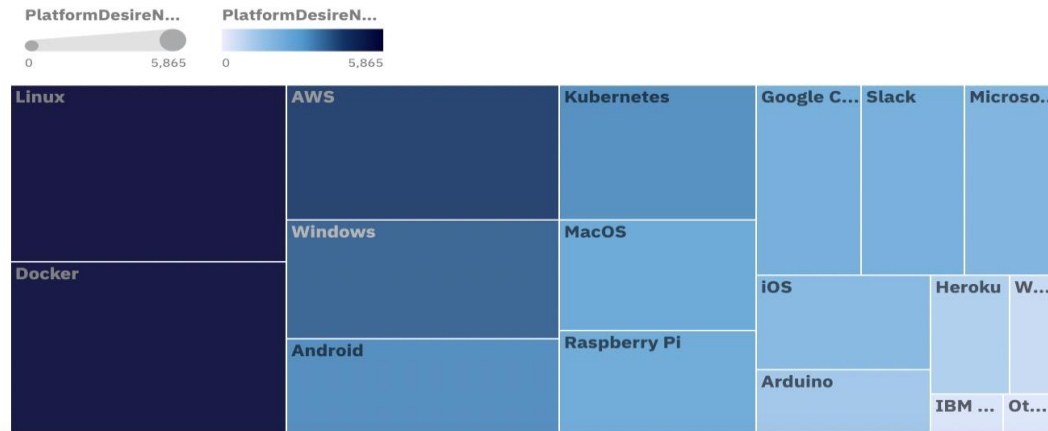 PlatformDesireN... PlatformDesireN...
0 5,865 0 5,865
Linux AWS Kubernetes Google C... Slack Microso..
Windows MacOS
Docker
iOS Heroku W...
Android Raspberry Pi
Arduino
IBM ... Ot...